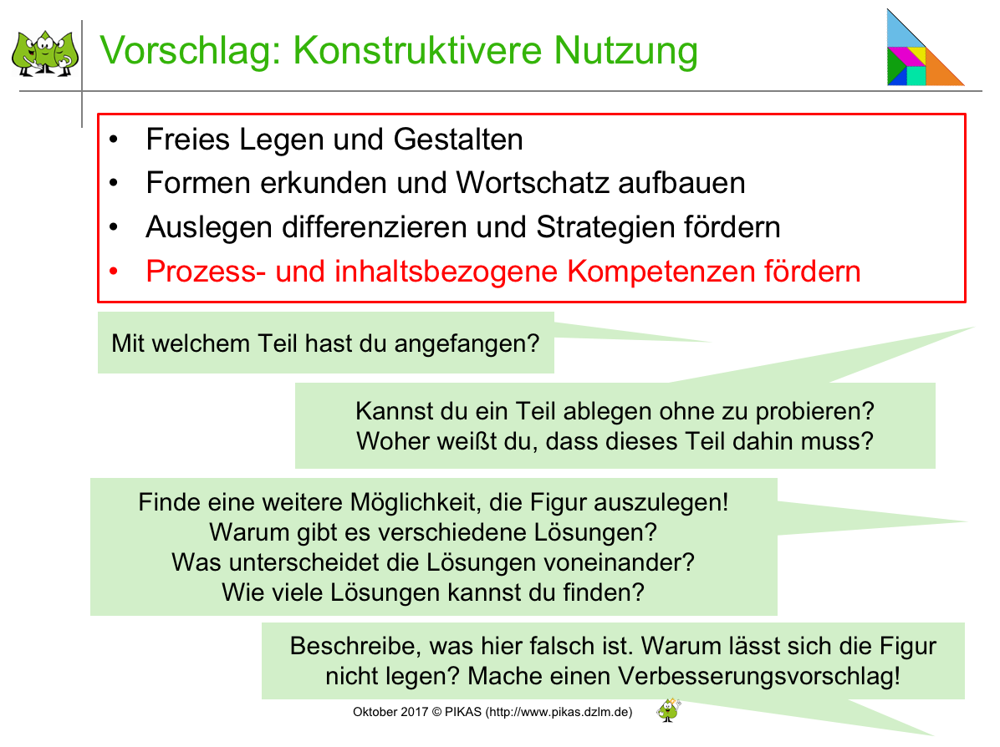 Vorschlag: Konstruktivere Nutzung
• Freies Legen und Gestalten
• Formen erkunden und Wortschatz aufbauen
• Auslegen differenzieren und Strategien fördern
• Prozess- und inhaltsbezogene Kompetenzen fördern
Mit welchem Teil hast du angefangen?
Kannst du ein Teil ablegen ohne zu probieren?
Woher weißt du, dass dieses Teil dahin muss?
Finde eine weitere Möglichkeit, die Figur auszulegen!
Warum gibt es verschiedene Lösungen?
Was unterscheidet die Lösungen voneinander?
Wie viele Lösungen kannst du finden?
Beschreibe, was hier falsch ist. Warum lässt sich die Figur
nicht legen? Mache einen Verbesserungsvorschlag!
Oktober 2017 © PIKAS (http://www.pikas.dzlm.de)